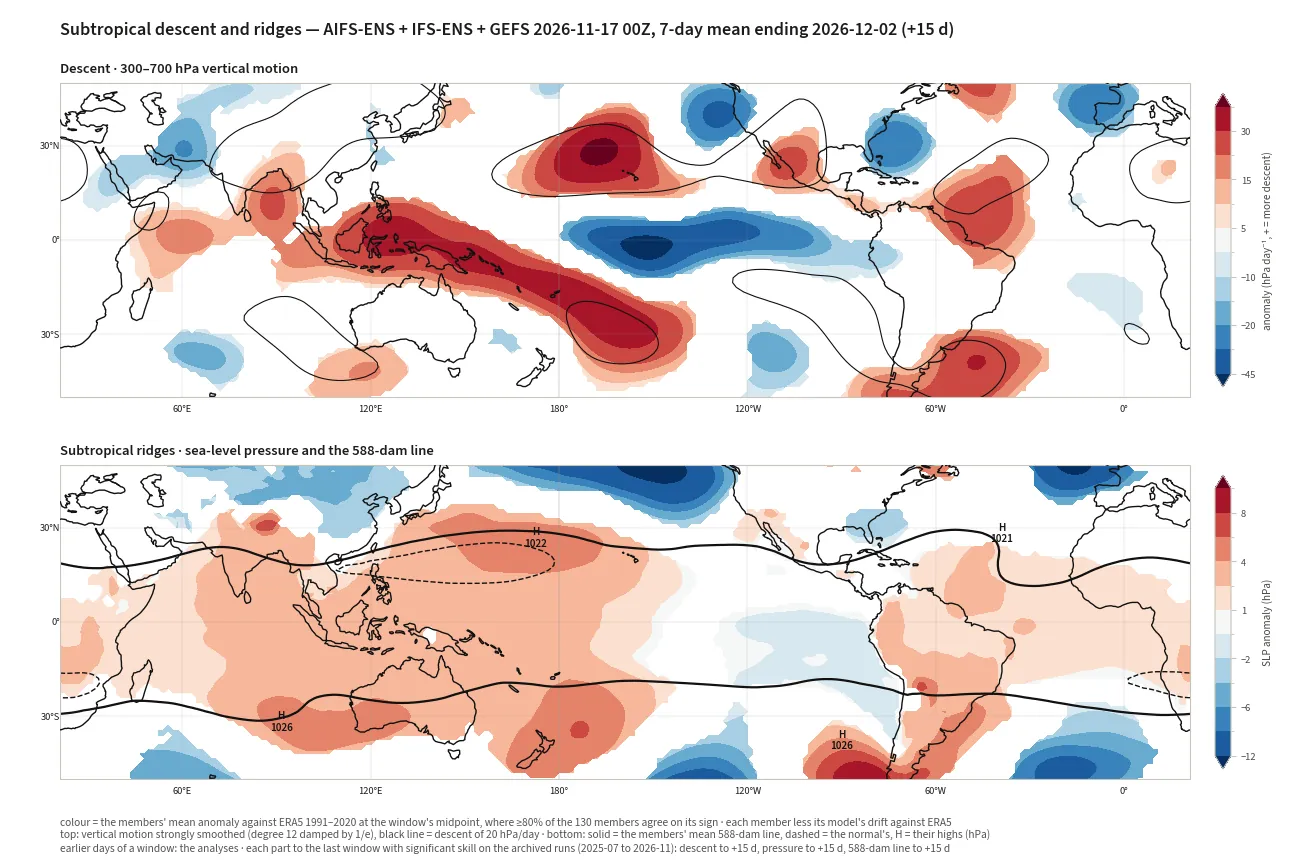 Subtropical descent and ridges — AIFS-ENS + IFS-ENS + GEFS 2026-11-17 00Z, 7-day mean ending 2026-12-02 (+15 d)
Descent · 300–700 hPa vertical motion
30°N
0°
30°S
60°E 120°E 180° 120°W 60°W 0°
30
15
5
−10
−20
−45
anomaly (hPa day⁻¹, + = more descent)
Subtropical ridges · sea-level pressure and the 588-dam line
30°N
0°
30°S
H
1022
H
1021
H
1026
H
1026
60°E 120°E 180° 120°W 60°W 0°
8
4
1
−2
−6
−12
SLP anomaly (hPa)
colour = the members' mean anomaly against ERA5 1991–2020 at the window's midpoint, where ≥80% of the 130 members agree on its sign · each member less its model's drift against ERA5
top: vertical motion strongly smoothed (degree 12 damped by 1/e), black line = descent of 20 hPa/day · bottom: solid = the members' mean 588-dam line, dashed = the normal's, H = their highs (hPa)
earlier days of a window: the analyses · each part to the last window with significant skill on the archived runs (2025-07 to 2026-11): descent to +15 d, pressure to +15 d, 588-dam line to +15 d